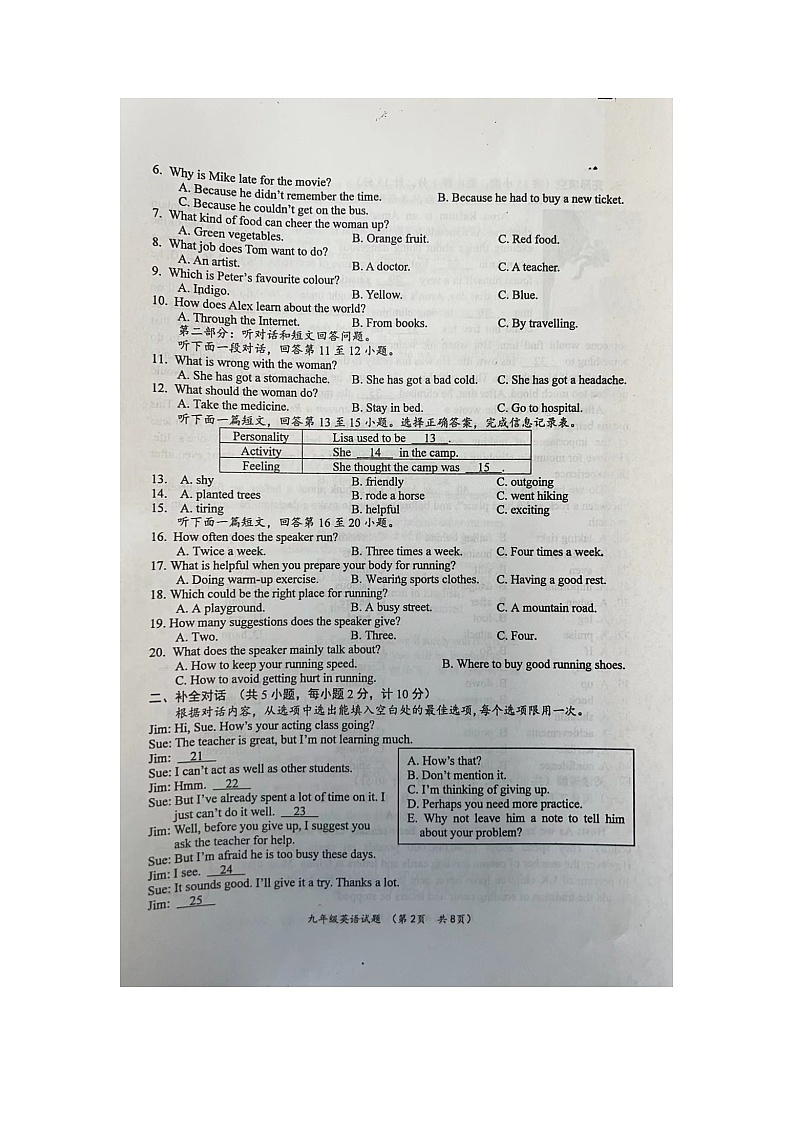 6. Why is Mike late for the movie?
A. Because he didn't remember the time. B. Because he had to buy a new ticket.
C. Because he couldn't get on the bus.
7. What kind of food can cheer the woman up?
A. Green vegetables. B. Orange fruit. C. Red food.
8. What job does Tom want to do?
A. An artist. B. A doctor. C. A teacher.
9. Which is Peter's favourite colour?
A. Indigo. B. Yellow. C. Blue.
10. How does Alex learn about the world?
A. Through the Internet. B. From books. C. By travelling.
第二部分：听对话和短文回答问题。
听下面一段对话，回答第 11 至 12 小题。
11. What is wrong with the woman?
A. She has got a stomachache. B. She has got a bad cold. C. She has got a headache.
12. What should the woman do?
A. Take the medicine. B. Stay in bed. C. Go to hospital.
听下面一篇短文，回答第 13 至 15 小题。选择正确答案，完成信息记录表。
Personality Lisa used to be 13 .
Activity She 14 in the camp.
Feeling She thought the camp was 15 .
13. A. shy B. friendly C. outgoing
14. A. planted trees B. rode a horse C. went hiking
15. A. tiring B. helpful C. exciting
听下面一篇短文，回答第 16 至 20 小题。
16. How often does the speaker run?
A. Twice a week. B. Three times a week. C. Four times a week.
17. What is helpful when you prepare your body for running?
A. Doing warm-up exercise. B. Wearing sports clothes. C. Having a good rest.
18. Which could be the right place for running?
A. A playground. B. A busy street. C. A mountain road.
19. How many suggestions does the speaker give?
A. Two. B. Three. C. Four.
20. What does the speaker mainly talk about?
A. How to keep your running speed. B. Where to buy good running shoes.
C. How to avoid getting hurt in running.
二、补全对话 （共 5 小题，每小题 2 分，计 10 分）
根据对话内容，从选项中选出能填入空白处的最佳选项，每个选项限用一次。
Jim: Hi, Sue. How's your acting class going?
Sue: The teacher is great, but I'm not learning much.
Jim: 21
Sue: I can't act as well as other students.
Jim: Hmm. 22
Sue: But I've already spent a lot of time on it. I
just can't do it well. 23
Jim: Well, before you give up, I suggest you
ask the teacher for help.
Sue: But I'm afraid he is too busy these days.
Jim: I see. 24
Sue: It sounds good. I'll give it a try. Thanks a lot.
Jim: 25
A. How's that?
B. Don't mention it.
C. I'm thinking of giving up.
D. Perhaps you need more practice.
E. Why not leave him a note to tell him
about your problem?
九年级英语试题 （第 2页 共 8页）